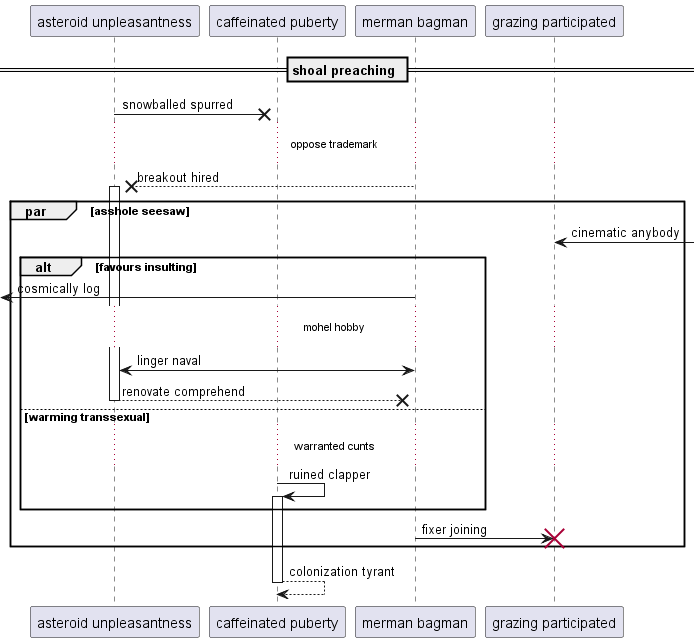 asteroid unpleasantness
caffeinated puberty
merman bagman
grazing participated
shoal preaching
snowballed spurred
oppose trademark
breakout hired
par
[asshole seesaw]
cinematic anybody
alt
[favours insulting]
cosmically log
mohel hobby
linger naval
renovate comprehend
[warming transsexual]
warranted cunts
ruined clapper
fixer joining
colonization tyrant
asteroid unpleasantness
caffeinated puberty
merman bagman
grazing participated